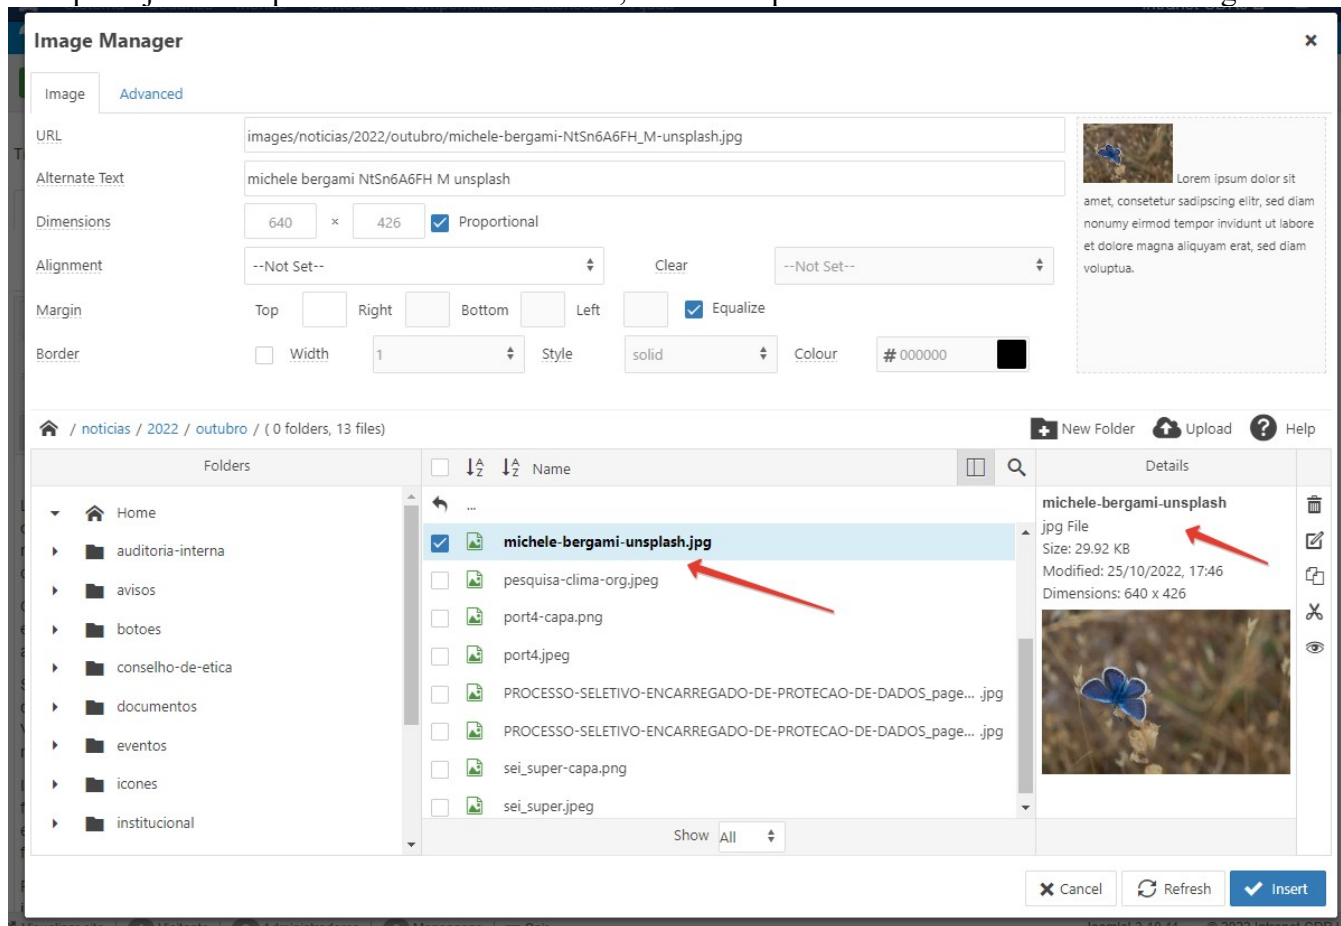 Image Manager
Image Advanced
URL images/noticias/2022/outubro/michele-bergami-NtSn6A6FH_M-unsplash.jpg
Alternate Text michele bergami NtSn6A6FH M unsplash
Dimensions 640 × 426 Proportional
Alignment --Not Set-- Clear --Not Set--
Margin Top Right Bottom Left Equalize
Border Width 1 Style solid Colour # 000000
Lorem ipsum dolor sit
amet, consetetur sadipscing elitr, sed diam
nonumy eirmod tempor invidunt ut labore
et dolore magna aliquyam erat, sed diam
voluptua.
/ noticias / 2022 / outubro / ( 0 folders, 13 files) New Folder Upload Help
Folders
Home
auditoria-interna
avisos
botoes
conselho-de-etica
documentos
eventos
icones
institucional
Name
...
michele-bergami-unsplash.jpg
pesquisa-clima-org.jpeg
port4-capa.png
port4.jpeg
PROCESSO-SELETIVO-ENCARREGADO-DE-PROTECAO-DE-DADOS_page... .jpg
PROCESSO-SELETIVO-ENCARREGADO-DE-PROTECAO-DE-DADOS_page... .jpg
sei_super-capa.png
sei_super.jpeg
Show All
Details
michele-bergami-unsplash
jpg File
Size: 29.92 KB
Modified: 25/10/2022, 17:46
Dimensions: 640 x 426
Cancel Refresh Insert